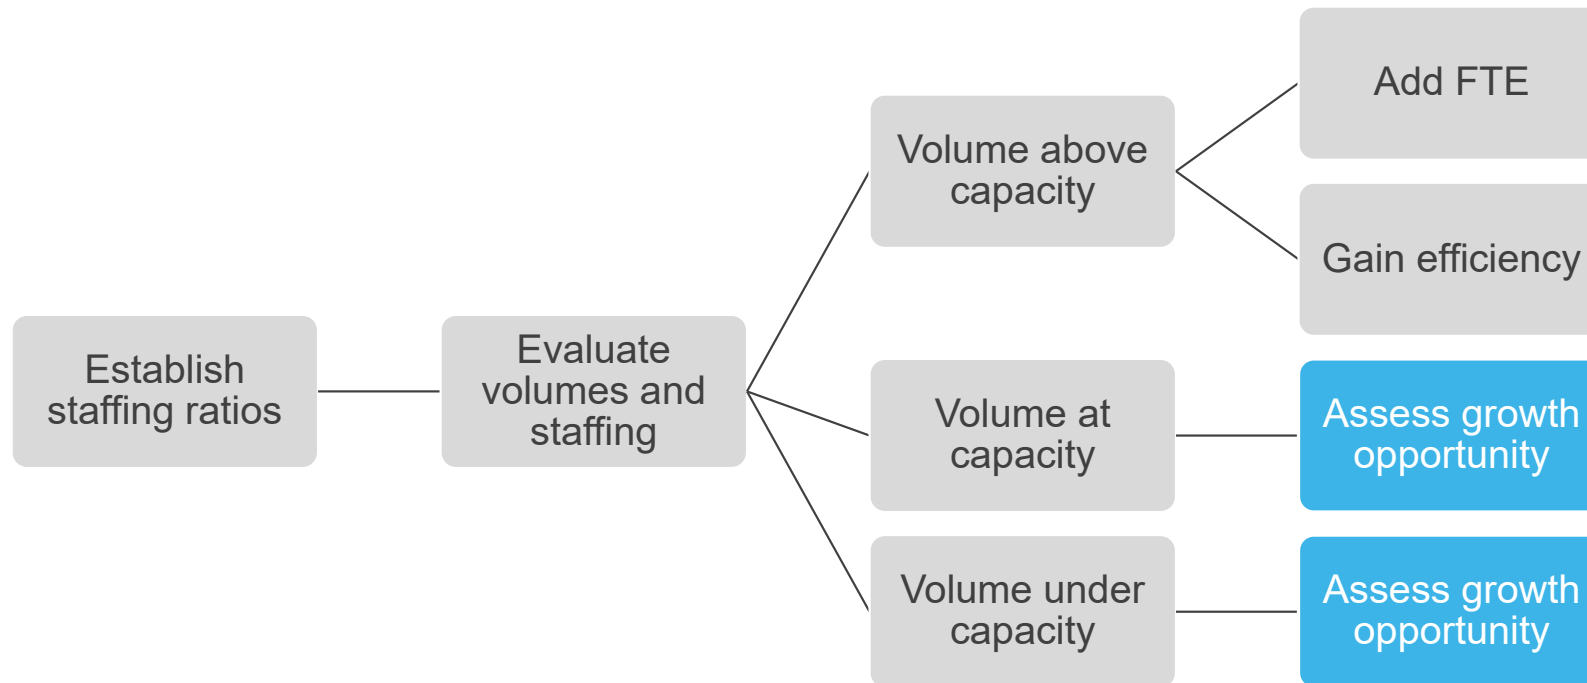 Establish
staffing ratios
Evaluate
volumes and
staffing
Volume above
capacity
Add FTE
Gain efficiency
Volume at
capacity
Assess growth
opportunity
Volume under
capacity
Assess growth
opportunity